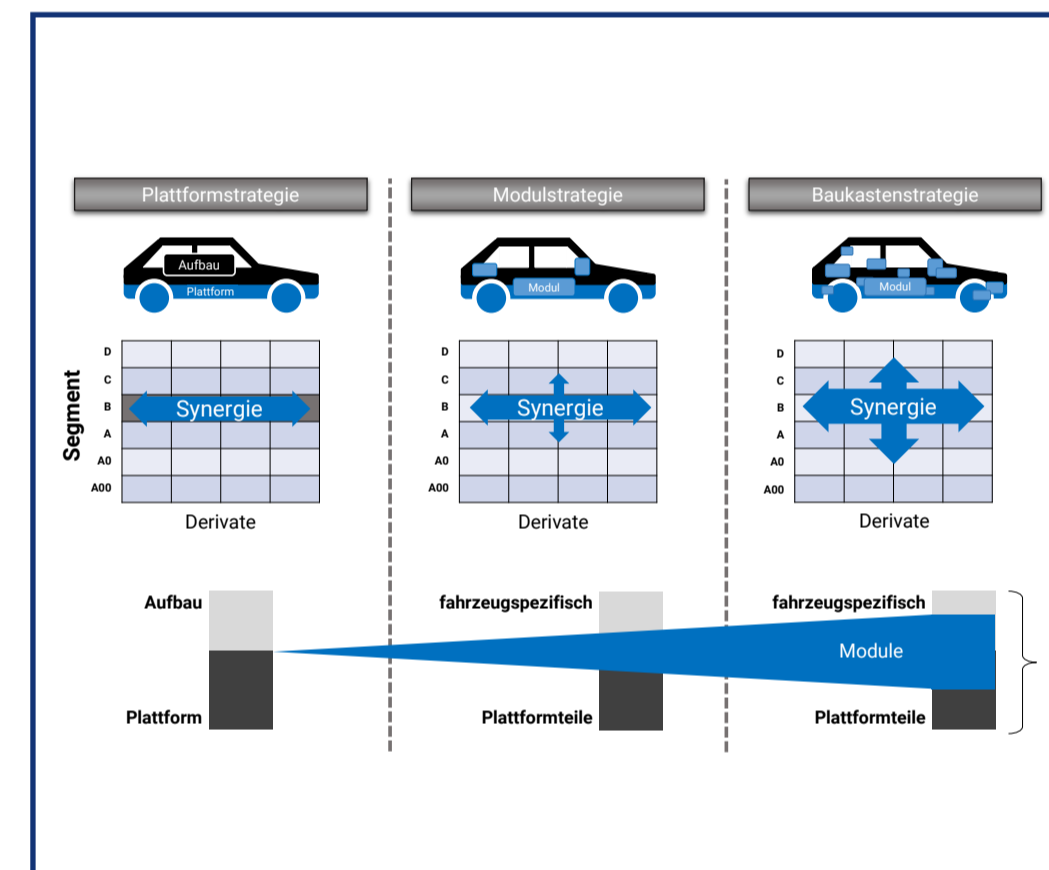 Plattformstrategie
Modulstrategie
Baukastenstrategie
Aufbau
Plattform
Modul
Modul
Segment
D
C
B
A
A0
A00
Synergie
Derivate
D
C
B
A
A0
A00
Synergie
Derivate
D
C
B
A
A0
A00
Synergie
Derivate
Aufbau
Plattform
fahrzeugspezifisch
Plattformteile
fahrzeugspezifisch
Module
Plattformteile